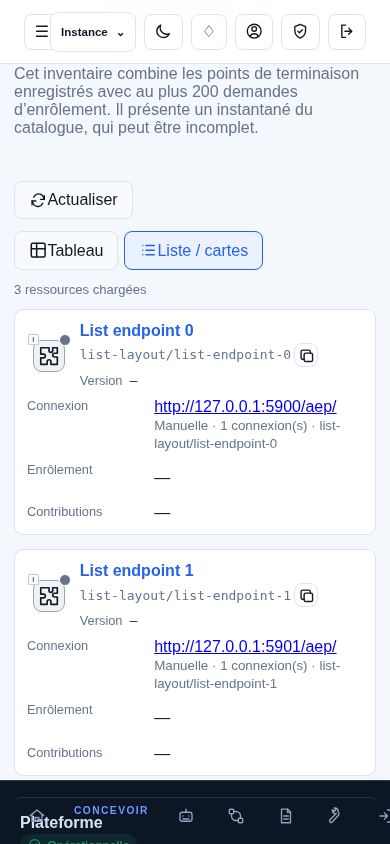 Instance
Cet inventaire combine les points de terminaison
enregistrés avec au plus 200 demandes
d’enrôlement. Il présente un instantané du
catalogue, qui peut être incomplet.
Actualiser
Tableau
Liste / cartes
3 ressources chargées
List endpoint 0
I
list-layout/list-endpoint-0
Version –
Connexion
http://127.0.0.1:5900/aep/
Manuelle · 1 connexion(s) · list-
layout/list-endpoint-0
Enrôlement
—
Contributions
—
List endpoint 1
I
list-layout/list-endpoint-1
Version –
Connexion
http://127.0.0.1:5901/aep/
Manuelle · 1 connexion(s) · list-
layout/list-endpoint-1
Enrôlement
—
Contributions
—
CONCEVOIR
Plateforme
Opérationnelle